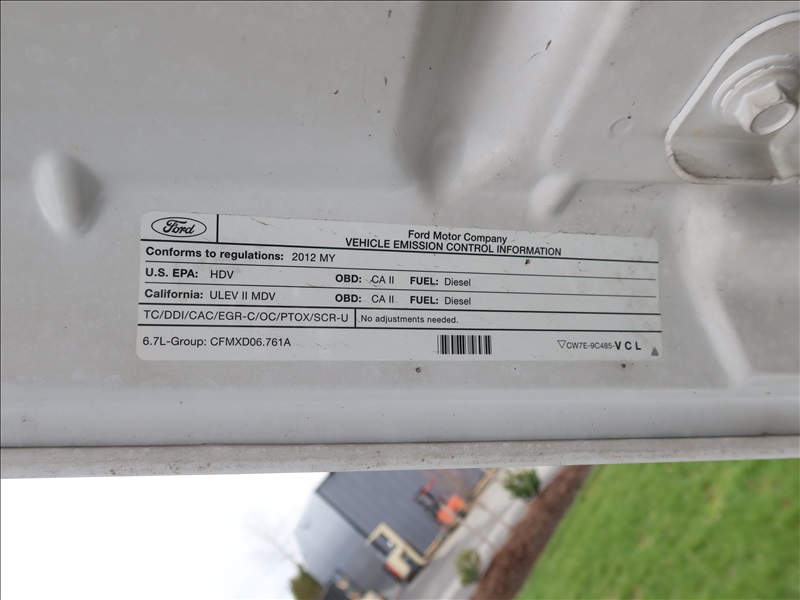 Ford
Ford Motor Company
VEHICLE EMISSION CONTROL INFORMATION
Conforms to regulations: 2012 MY
U.S. EPA: HDV OBD: CA II FUEL: Diesel
California: ULEV II MDV OBD: CA II FUEL: Diesel
TC/DDI/CAC/EGR-C/OC/PTOX/SCR-U No adjustments needed.
6.7L-Group: CFMXD06.761A CW7E-9C485-VCL